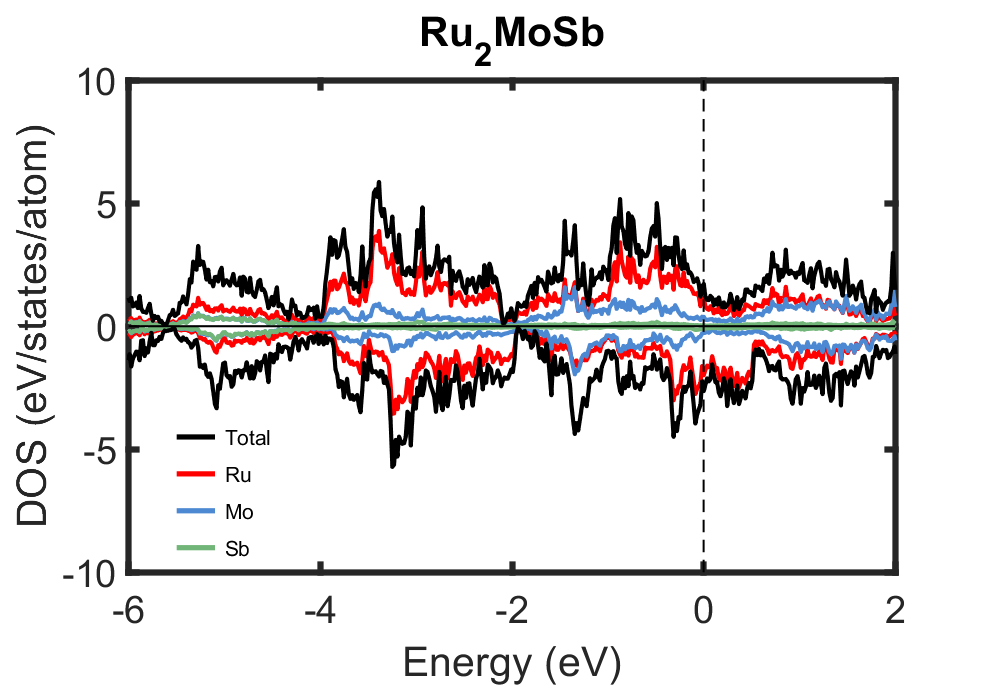 Ru2MoSb
10
5
0
-5
-10
DOS (eV/states/atom)
Total
Ru
Mo
Sb
-6 -4 -2 0 2
Energy (eV)